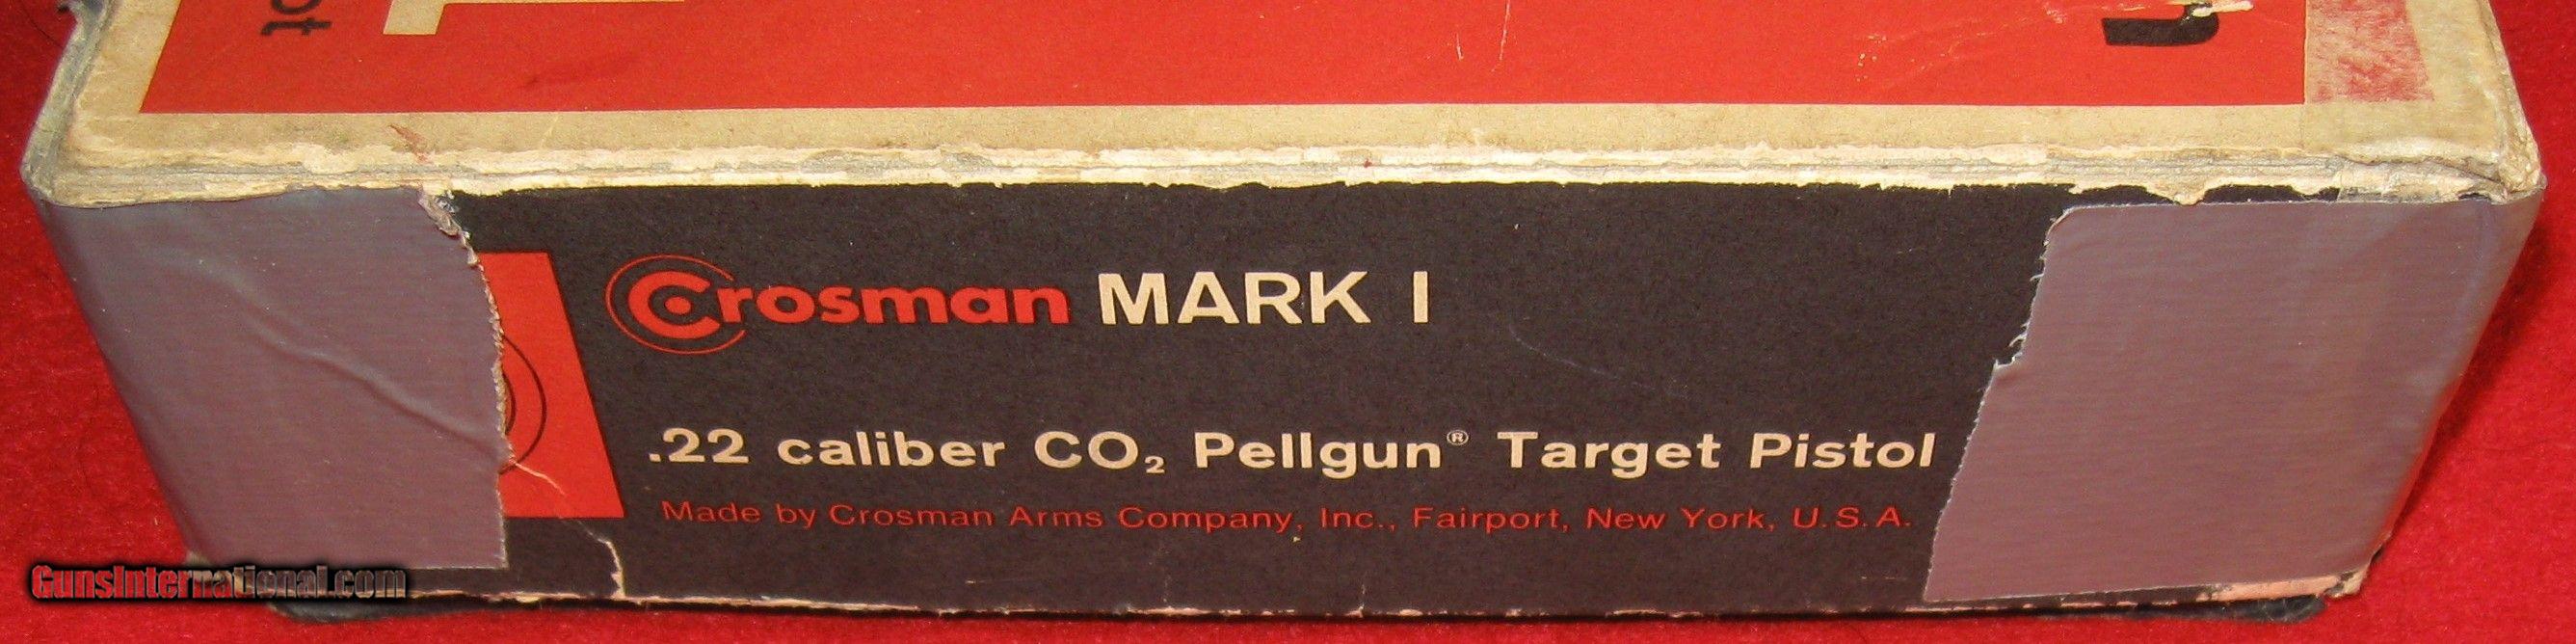 Crosman MARK I
.22 caliber CO₂ Pellgun® Target Pistol
Made by Crosman Arms Company, Inc., Fairport, New York, U.S.A.
GunsInternational.com